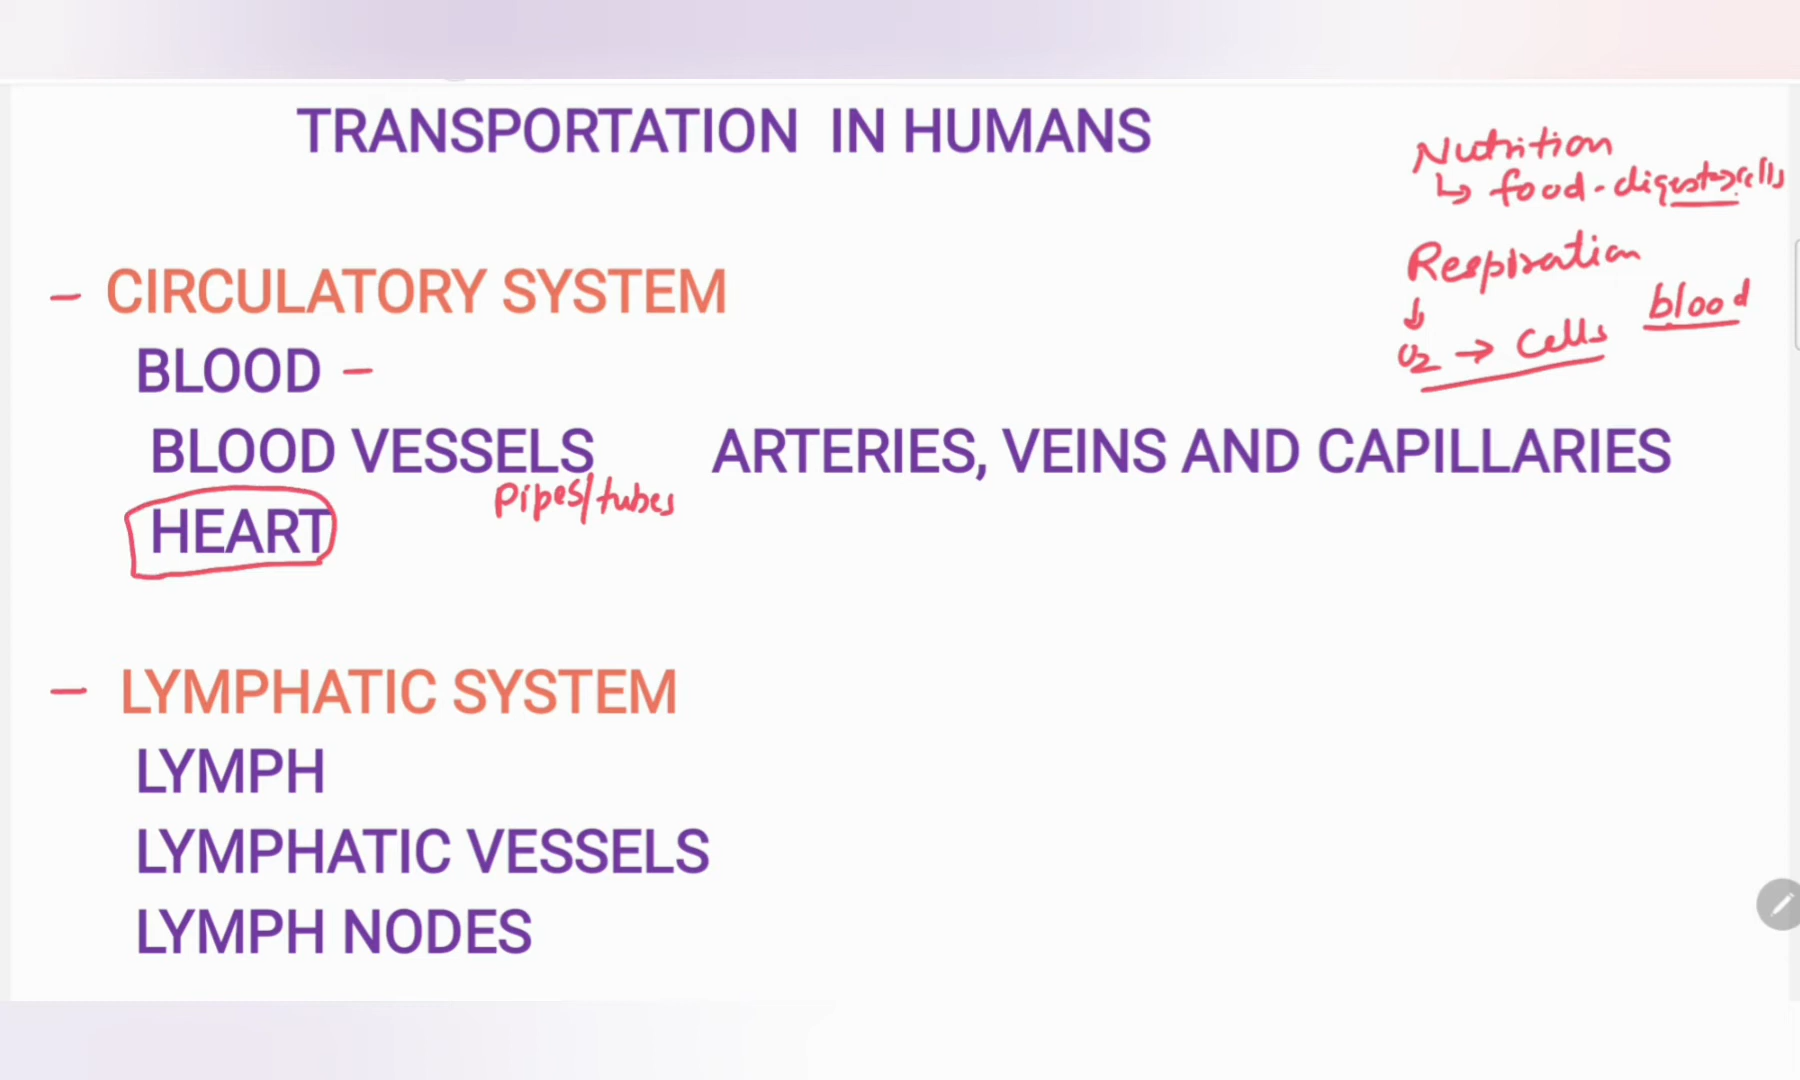 TRANSPORTATION IN HUMANS
Nutrition
↳ food - digest→cells
– CIRCULATORY SYSTEM
Respiration
↓
O2 → cells
blood
BLOOD –
BLOOD VESSELS ARTERIES, VEINS AND CAPILLARIES
Pipes/tubes
HEART
– LYMPHATIC SYSTEM
LYMPH
LYMPHATIC VESSELS
LYMPH NODES